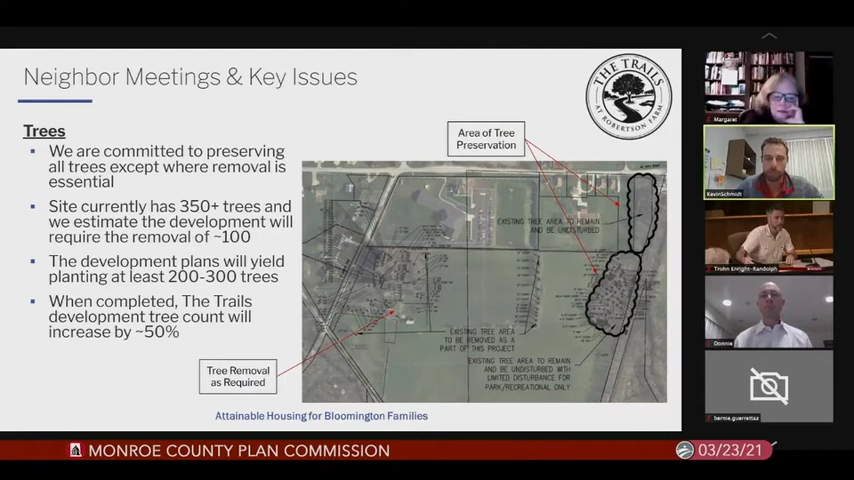 Neighbor Meetings & Key Issues
THE TRAILS
AT ROBERTSON FARM
Trees
▪ We are committed to preserving
all trees except where removal is
essential
▪ Site currently has 350+ trees and
we estimate the development will
require the removal of ~100
▪ The development plans will yield
planting at least 200-300 trees
▪ When completed, The Trails
development tree count will
increase by ~50%
Area of Tree
Preservation
EXISTING TREE AREA TO REMAIN
AND BE UNDISTURBED
EXISTING TREE AREA
TO BE REMOVED AS A
PART OF THIS PROJECT
EXISTING TREE AREA TO REMAIN
AND BE UNDISTURBED WITH
LIMITED DISTURBANCE FOR
PARK/RECREATIONAL ONLY
Tree Removal
as Required
Attainable Housing for Bloomington Families
Margaret
KevinSchmidt
Trohn Enright-Randolph
Donnie
bernie.guerrettaz
MONROE COUNTY PLAN COMMISSION
03/23/21